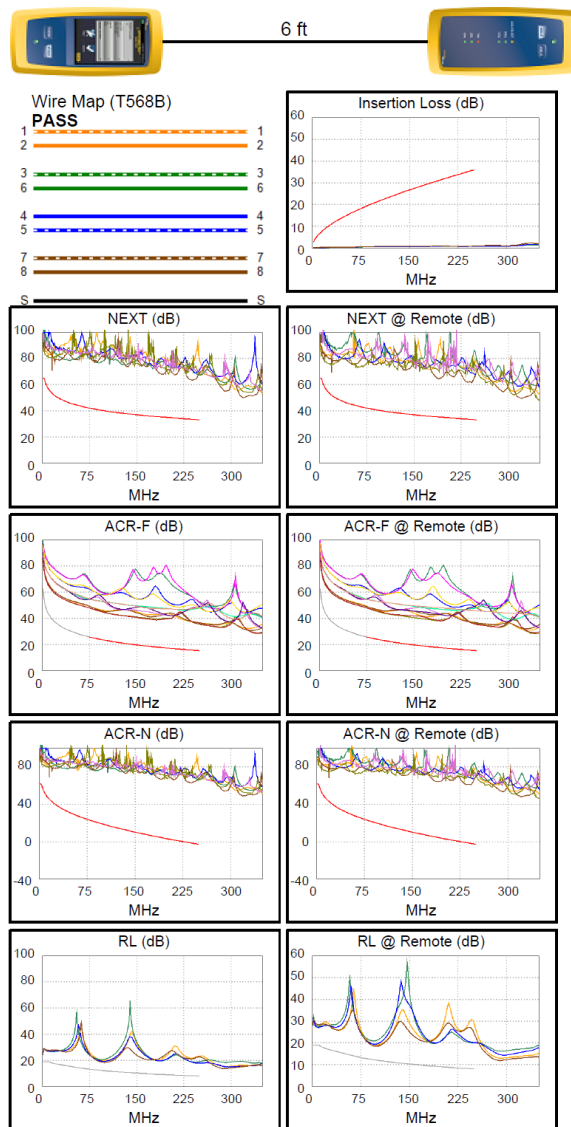 6 ft
Wire Map (T568B)
PASS
1 1
2 2
3 3
6 6
4 4
5 5
7 7
8 8
S S
Insertion Loss (dB)
60
50
40
30
20
10
0
0 75 150 225 300
MHz
NEXT (dB)
100
80
60
40
20
0
0 75 150 225 300
MHz
NEXT @ Remote (dB)
100
80
60
40
20
0
0 75 150 225 300
MHz
ACR-F (dB)
100
80
60
40
20
0
0 75 150 225 300
MHz
ACR-F @ Remote (dB)
100
80
60
40
20
0
0 75 150 225 300
MHz
ACR-N (dB)
80
40
0
-40
0 75 150 225 300
MHz
ACR-N @ Remote (dB)
80
40
0
-40
0 75 150 225 300
MHz
RL (dB)
100
80
60
40
20
0
0 75 150 225 300
MHz
RL @ Remote (dB)
60
50
40
30
20
10
0
0 75 150 225 300
MHz